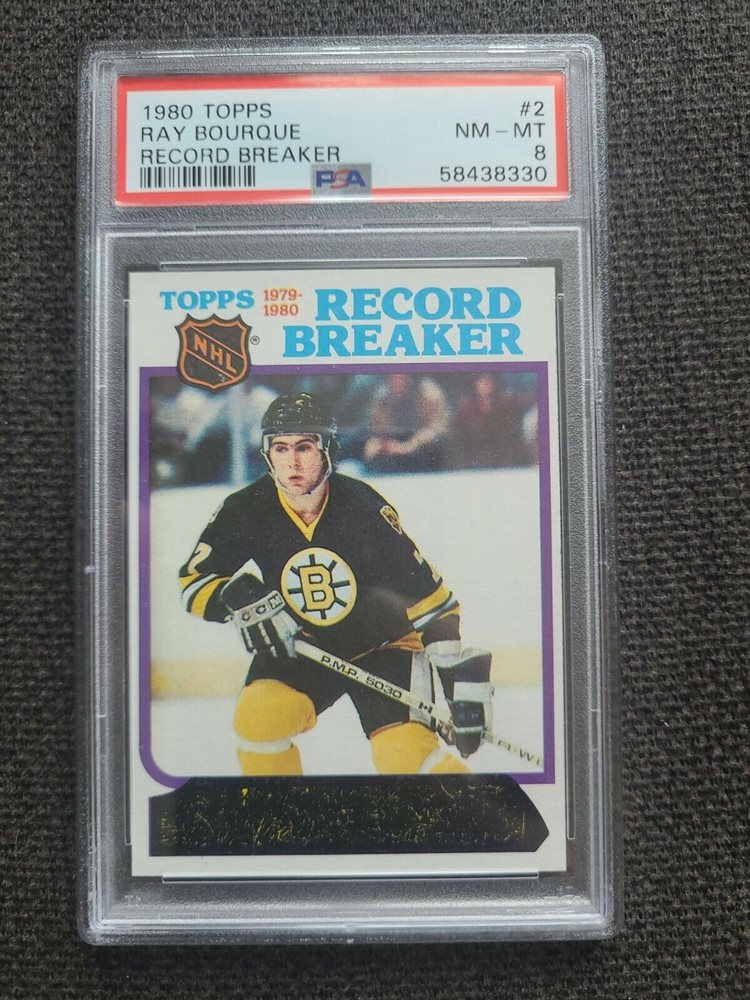 1980 TOPPS #2
RAY BOURQUE NM – MT
RECORD BREAKER 8
PSA 58438330
TOPPS 1979-1980 RECORD BREAKER
NHL ®
7
B
CCM
P.M.P. 5030